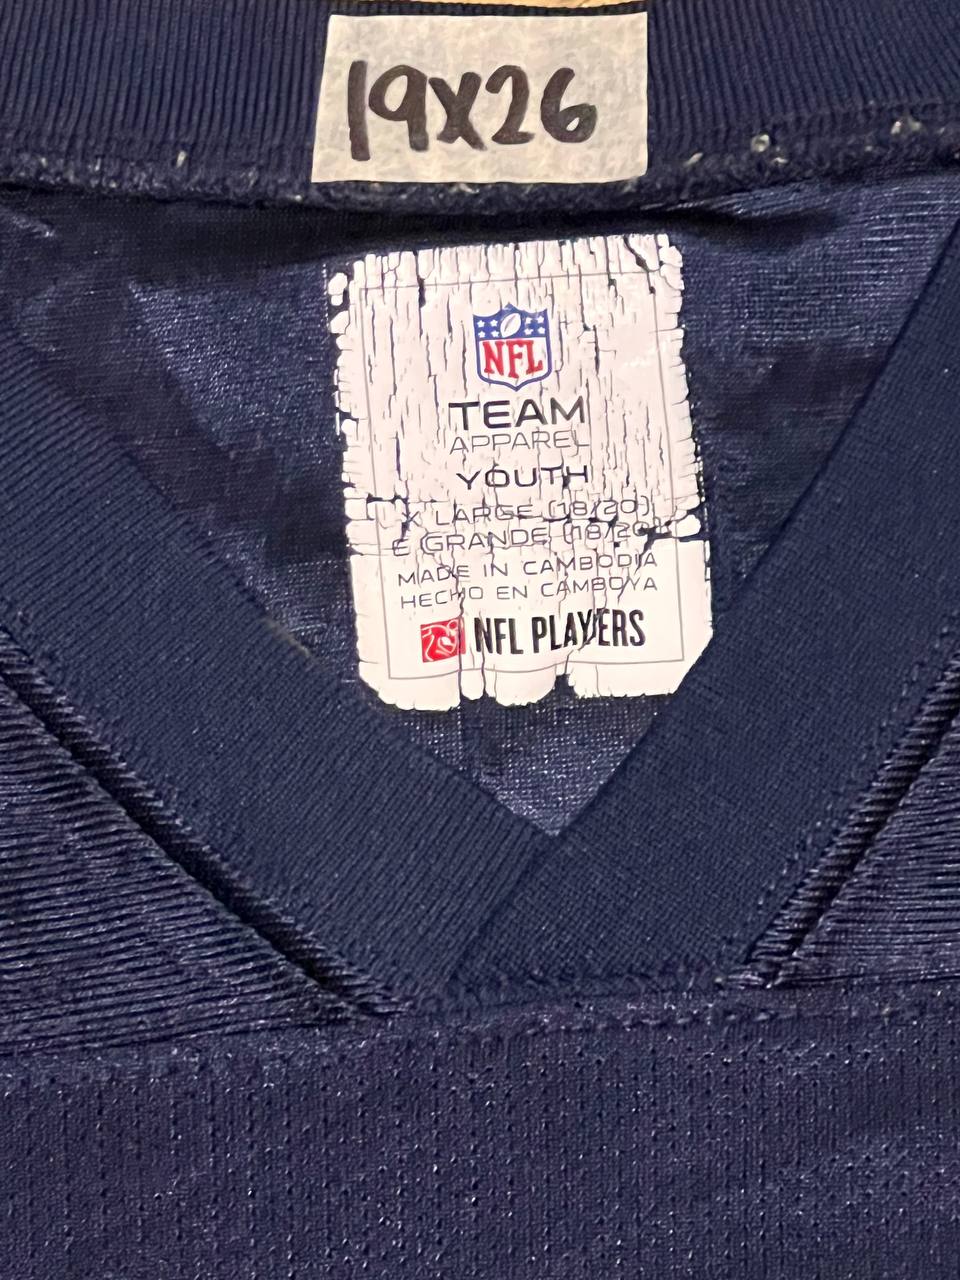 19X26
NFL
TEAM
APPAREL
YOUTH
X LARGE (18/20)
E GRANDE (18/20)
MADE IN CAMBODIA
HECHO EN CAMBOYA
NFL PLAYERS